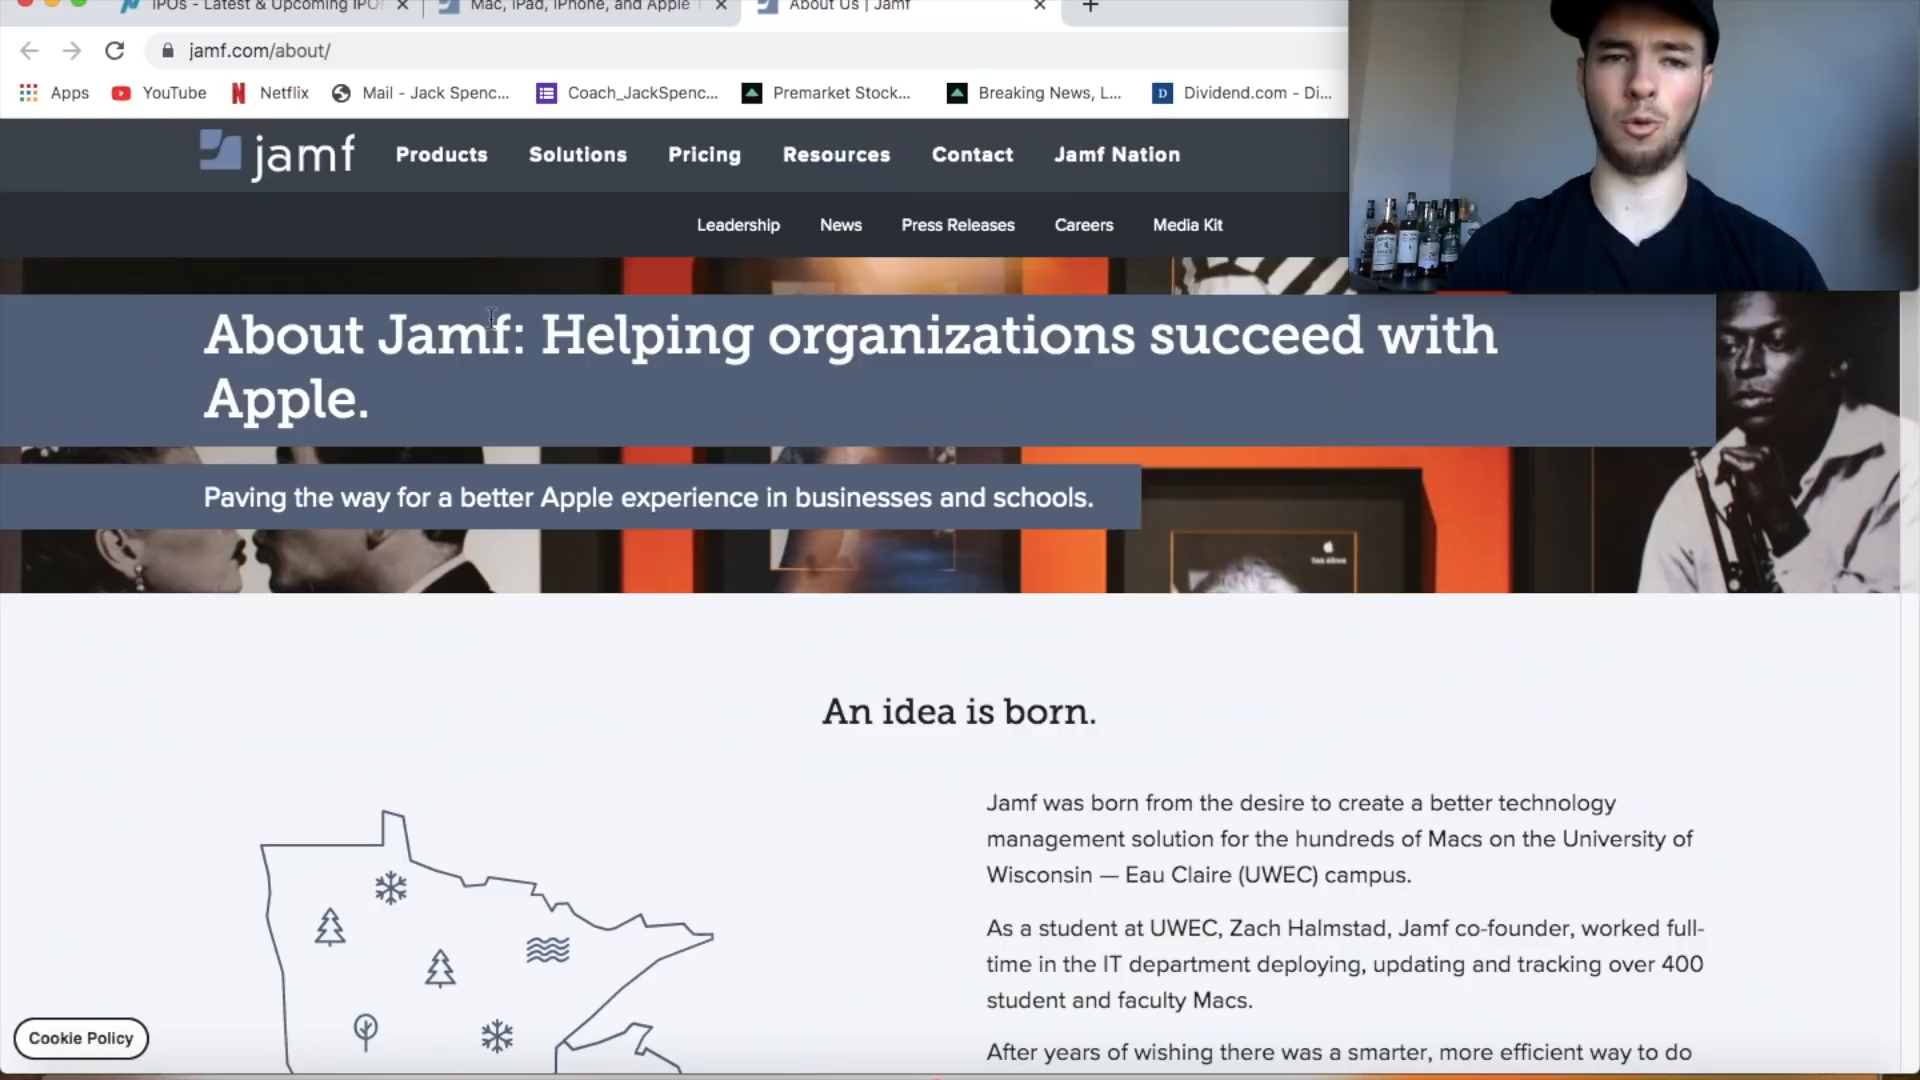 IPOs - Latest & Upcoming IPO
Mac, iPad, iPhone, and Apple
About Us | Jamf
jamf.com/about/
Apps
YouTube
Netflix
Mail - Jack Spenc...
Coach_JackSpenc...
Premarket Stock...
Breaking News, L...
Dividend.com - Di...
jamf
Products
Solutions
Pricing
Resources
Contact
Jamf Nation
Leadership
News
Press Releases
Careers
Media Kit
About Jamf: Helping organizations succeed with
Apple.
Paving the way for a better Apple experience in businesses and schools.
An idea is born.
Jamf was born from the desire to create a better technology
management solution for the hundreds of Macs on the University of
Wisconsin — Eau Claire (UWEC) campus.
As a student at UWEC, Zach Halmstad, Jamf co-founder, worked full-
time in the IT department deploying, updating and tracking over 400
student and faculty Macs.
After years of wishing there was a smarter, more efficient way to do
Cookie Policy